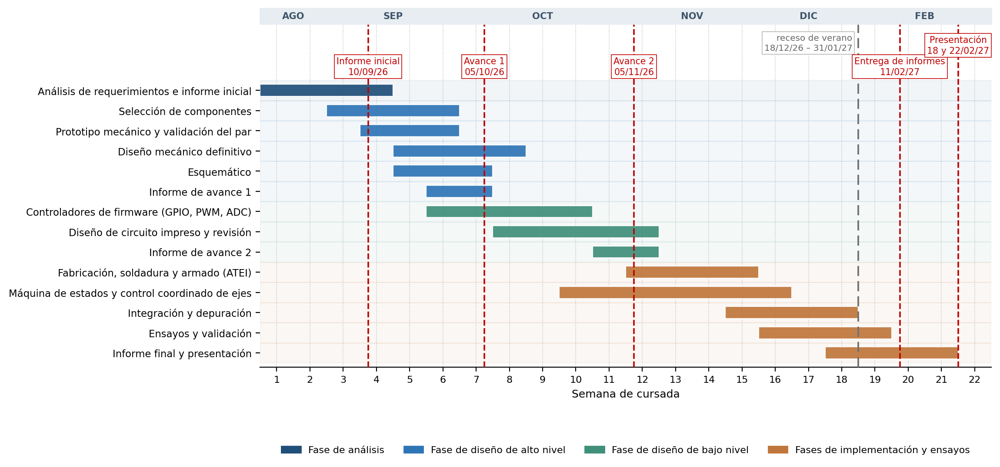 AGO SEP OCT NOV DIC FEB
receso de verano
18/12/26 – 31/01/27
Presentación
18 y 22/02/27
Informe inicial
10/09/26
Avance 1
05/10/26
Avance 2
05/11/26
Entrega de informes
11/02/27
Análisis de requerimientos e informe inicial
Selección de componentes
Prototipo mecánico y validación del par
Diseño mecánico definitivo
Esquemático
Informe de avance 1
Controladores de firmware (GPIO, PWM, ADC)
Diseño de circuito impreso y revisión
Informe de avance 2
Fabricación, soldadura y armado (ATEI)
Máquina de estados y control coordinado de ejes
Integración y depuración
Ensayos y validación
Informe final y presentación
1 2 3 4 5 6 7 8 9 10 11 12 13 14 15 16 17 18 19 20 21 22
Semana de cursada
Fase de análisis Fase de diseño de alto nivel Fase de diseño de bajo nivel Fases de implementación y ensayos